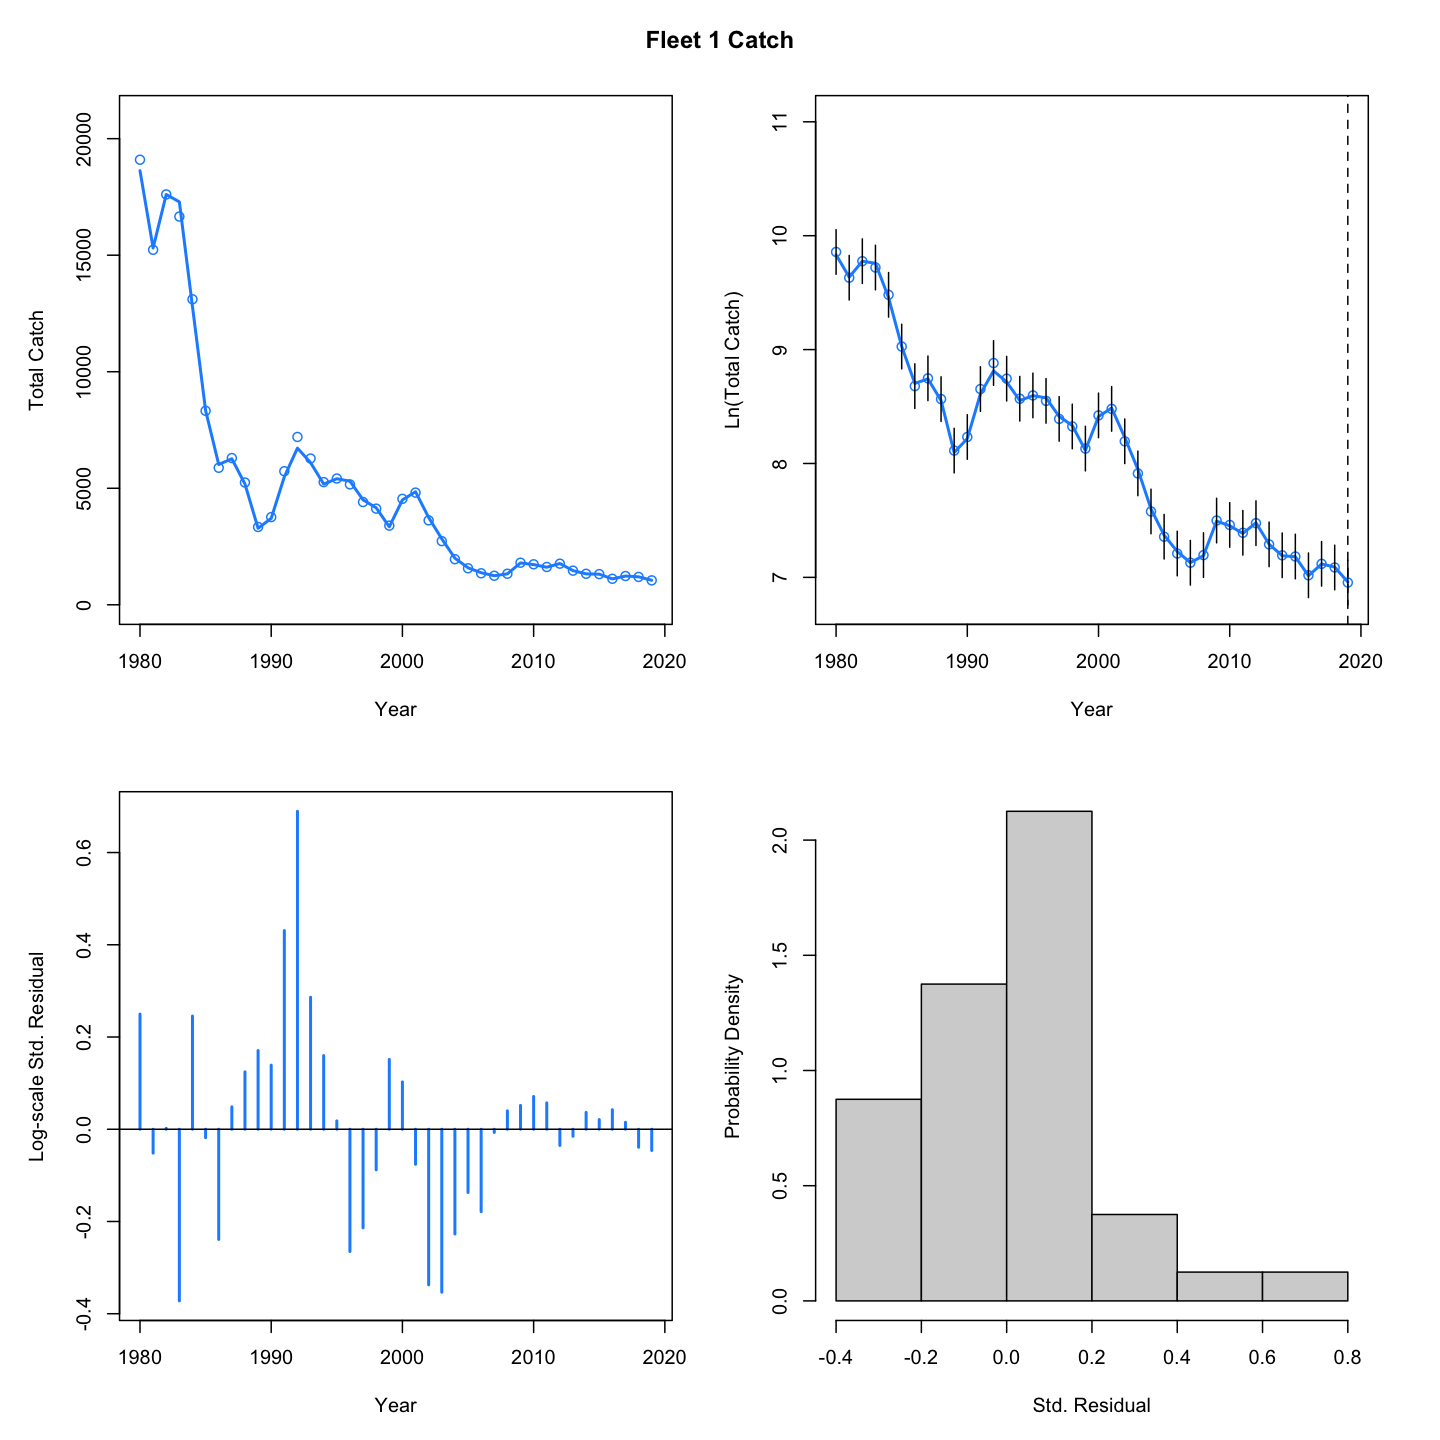 Fleet 1 Catch
Total Catch
20000
15000
10000
5000
0
1980 1990 2000 2010 2020
Year
Ln(Total Catch)
11
10
9
8
7
1980 1990 2000 2010 2020
Year
Log-scale Std. Residual
0.6
0.4
0.2
0.0
-0.2
-0.4
1980 1990 2000 2010 2020
Year
Probability Density
2.0
1.5
1.0
0.5
0.0
-0.4 -0.2 0.0 0.2 0.4 0.6 0.8
Std. Residual